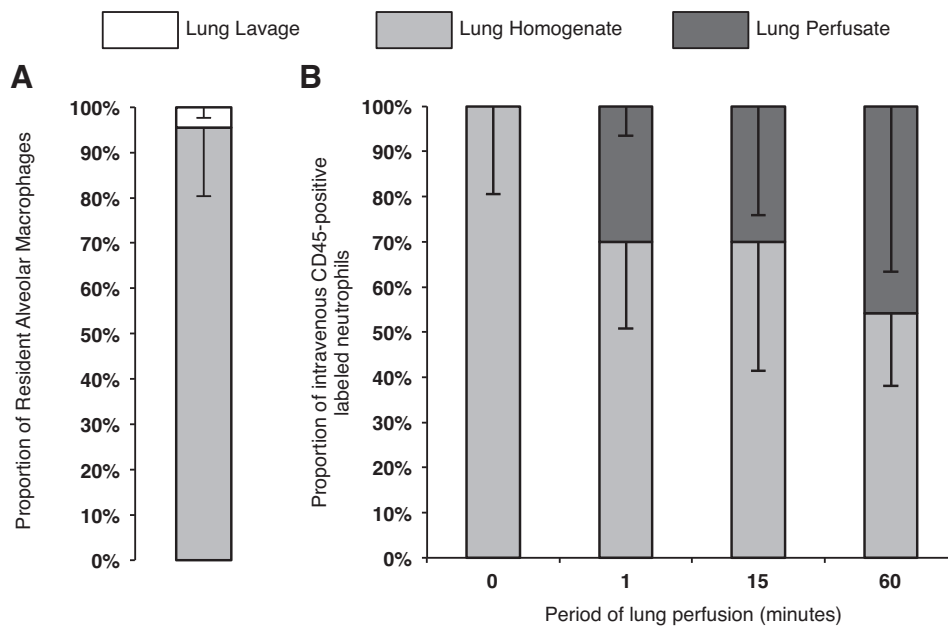 Lung Lavage
Lung Homogenate
Lung Perfusate
A
Proportion of Resident Alveolar Macrophages
100%
90%
80%
70%
60%
50%
40%
30%
20%
10%
0%
B
Proportion of intravenous CD45-positive
labeled neutrophils
100%
90%
80%
70%
60%
50%
40%
30%
20%
10%
0%
0
1
15
60
Period of lung perfusion (minutes)